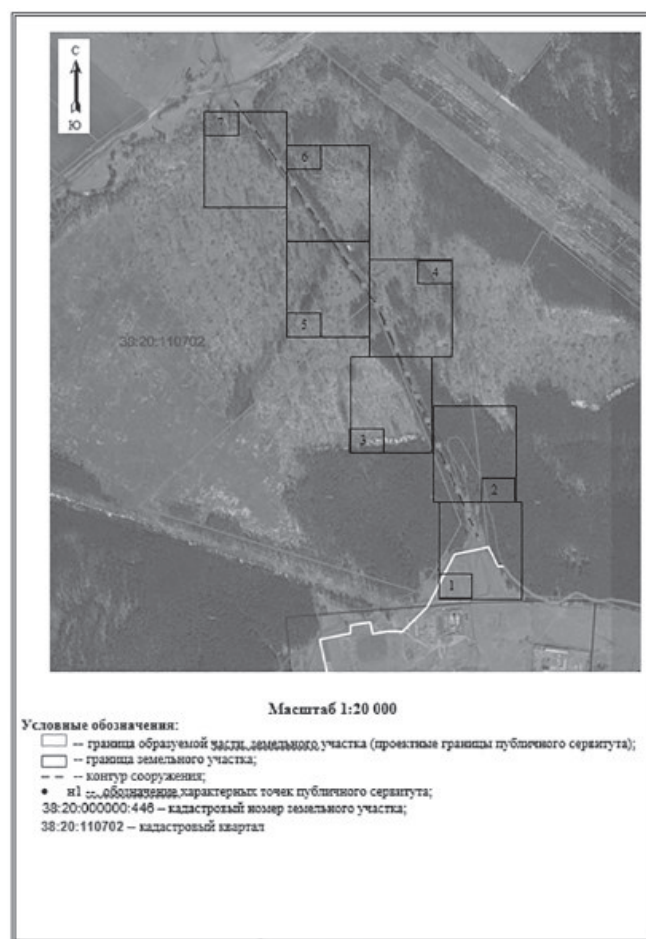 С
Ю
7
6
4
5
38:20:110702
3
2
1
Масштаб 1:20 000
Условные обозначения:
-- граница образуемой части земельного участка (проектные границы публичного сервитута);
-- граница земельного участка;
-- контур сооружения;
• н1 -- обозначение характерных точек публичного сервитута;
38:20:000000:446 – кадастровый номер земельного участка;
38:20:110702 – кадастровый квартал